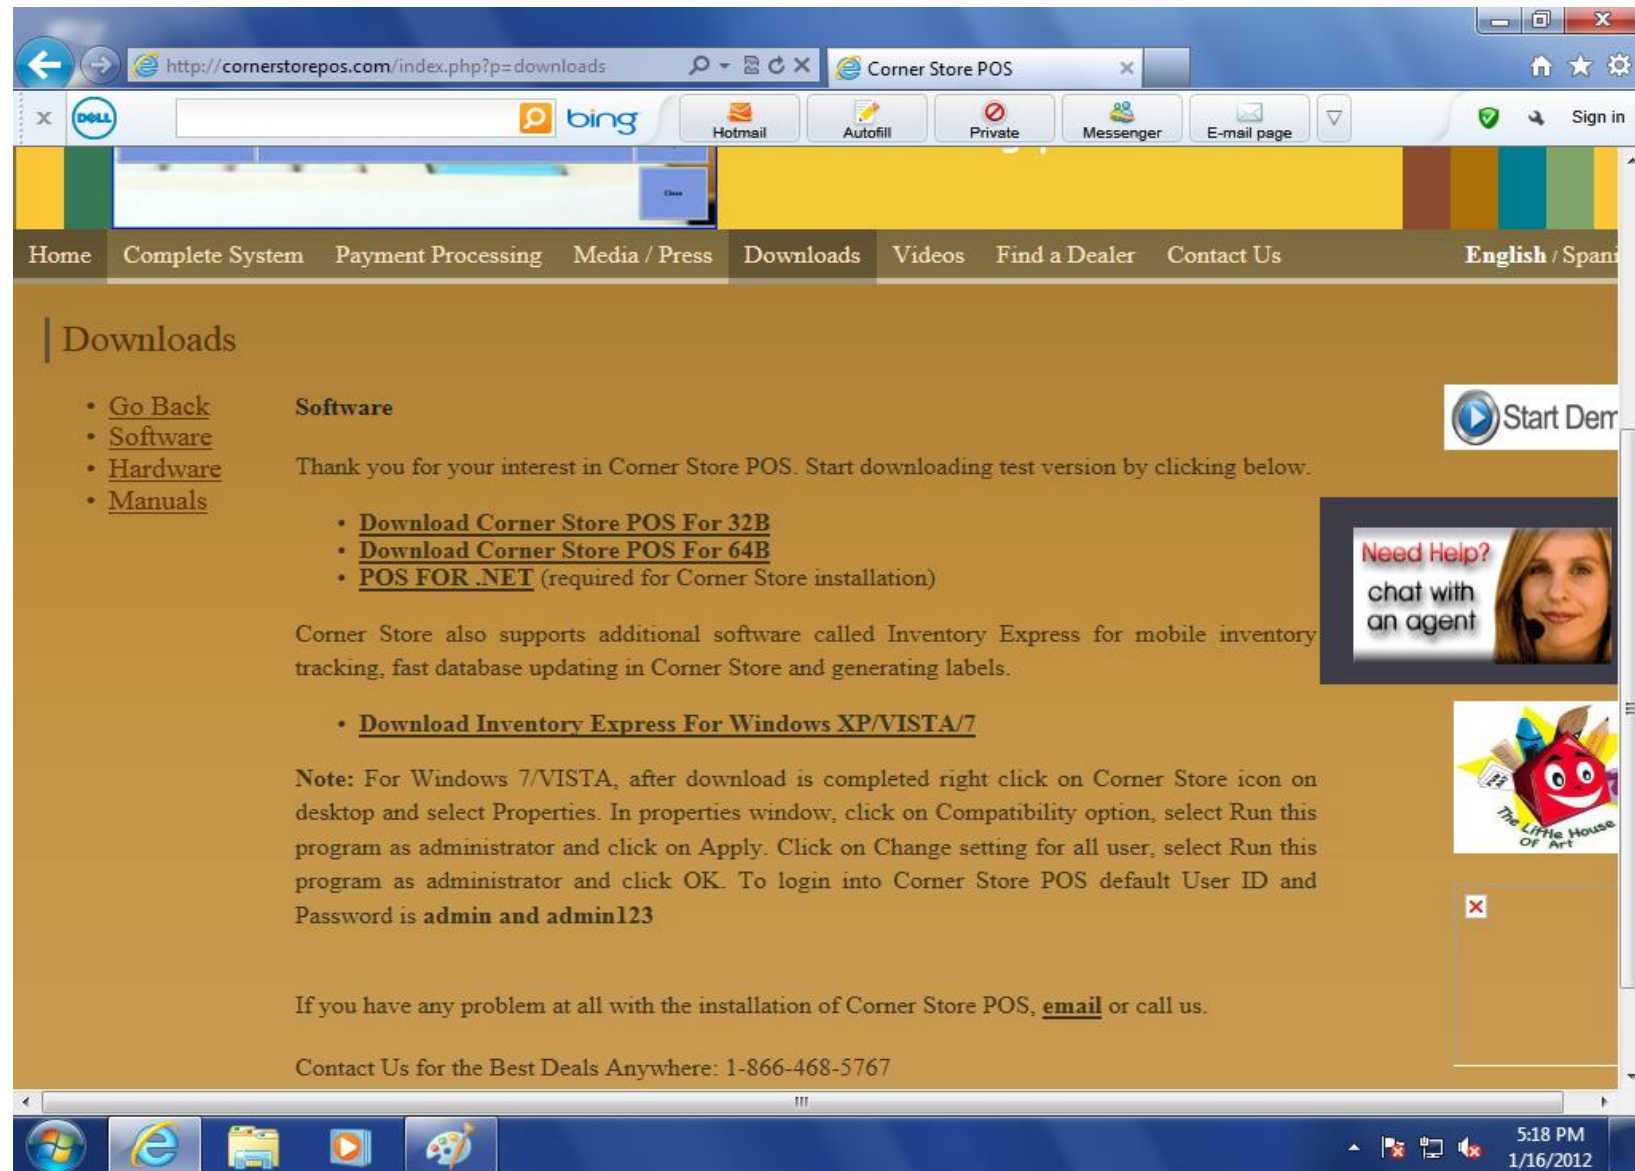 http://cornerstorepos.com/index.php?p=downloads
Corner Store POS
DELL
bing
Hotmail
Autofill
Private
Messenger
E-mail page
Sign in
Close
Home
Complete System
Payment Processing
Media / Press
Downloads
Videos
Find a Dealer
Contact Us
English / Spani
Downloads
• Go Back
• Software
• Hardware
• Manuals
Software
Thank you for your interest in Corner Store POS. Start downloading test version by clicking below.
• Download Corner Store POS For 32B
• Download Corner Store POS For 64B
• POS FOR .NET (required for Corner Store installation)
Corner Store also supports additional software called Inventory Express for mobile inventory
tracking, fast database updating in Corner Store and generating labels.
• Download Inventory Express For Windows XP/VISTA/7
Note: For Windows 7/VISTA, after download is completed right click on Corner Store icon on
desktop and select Properties. In properties window, click on Compatibility option, select Run this
program as administrator and click on Apply. Click on Change setting for all user, select Run this
program as administrator and click OK. To login into Corner Store POS default User ID and
Password is admin and admin123
If you have any problem at all with the installation of Corner Store POS, email or call us.
Contact Us for the Best Deals Anywhere: 1-866-468-5767
Start Dem
Need Help?
chat with
an agent
The Little House
Of Art
5:18 PM
1/16/2012